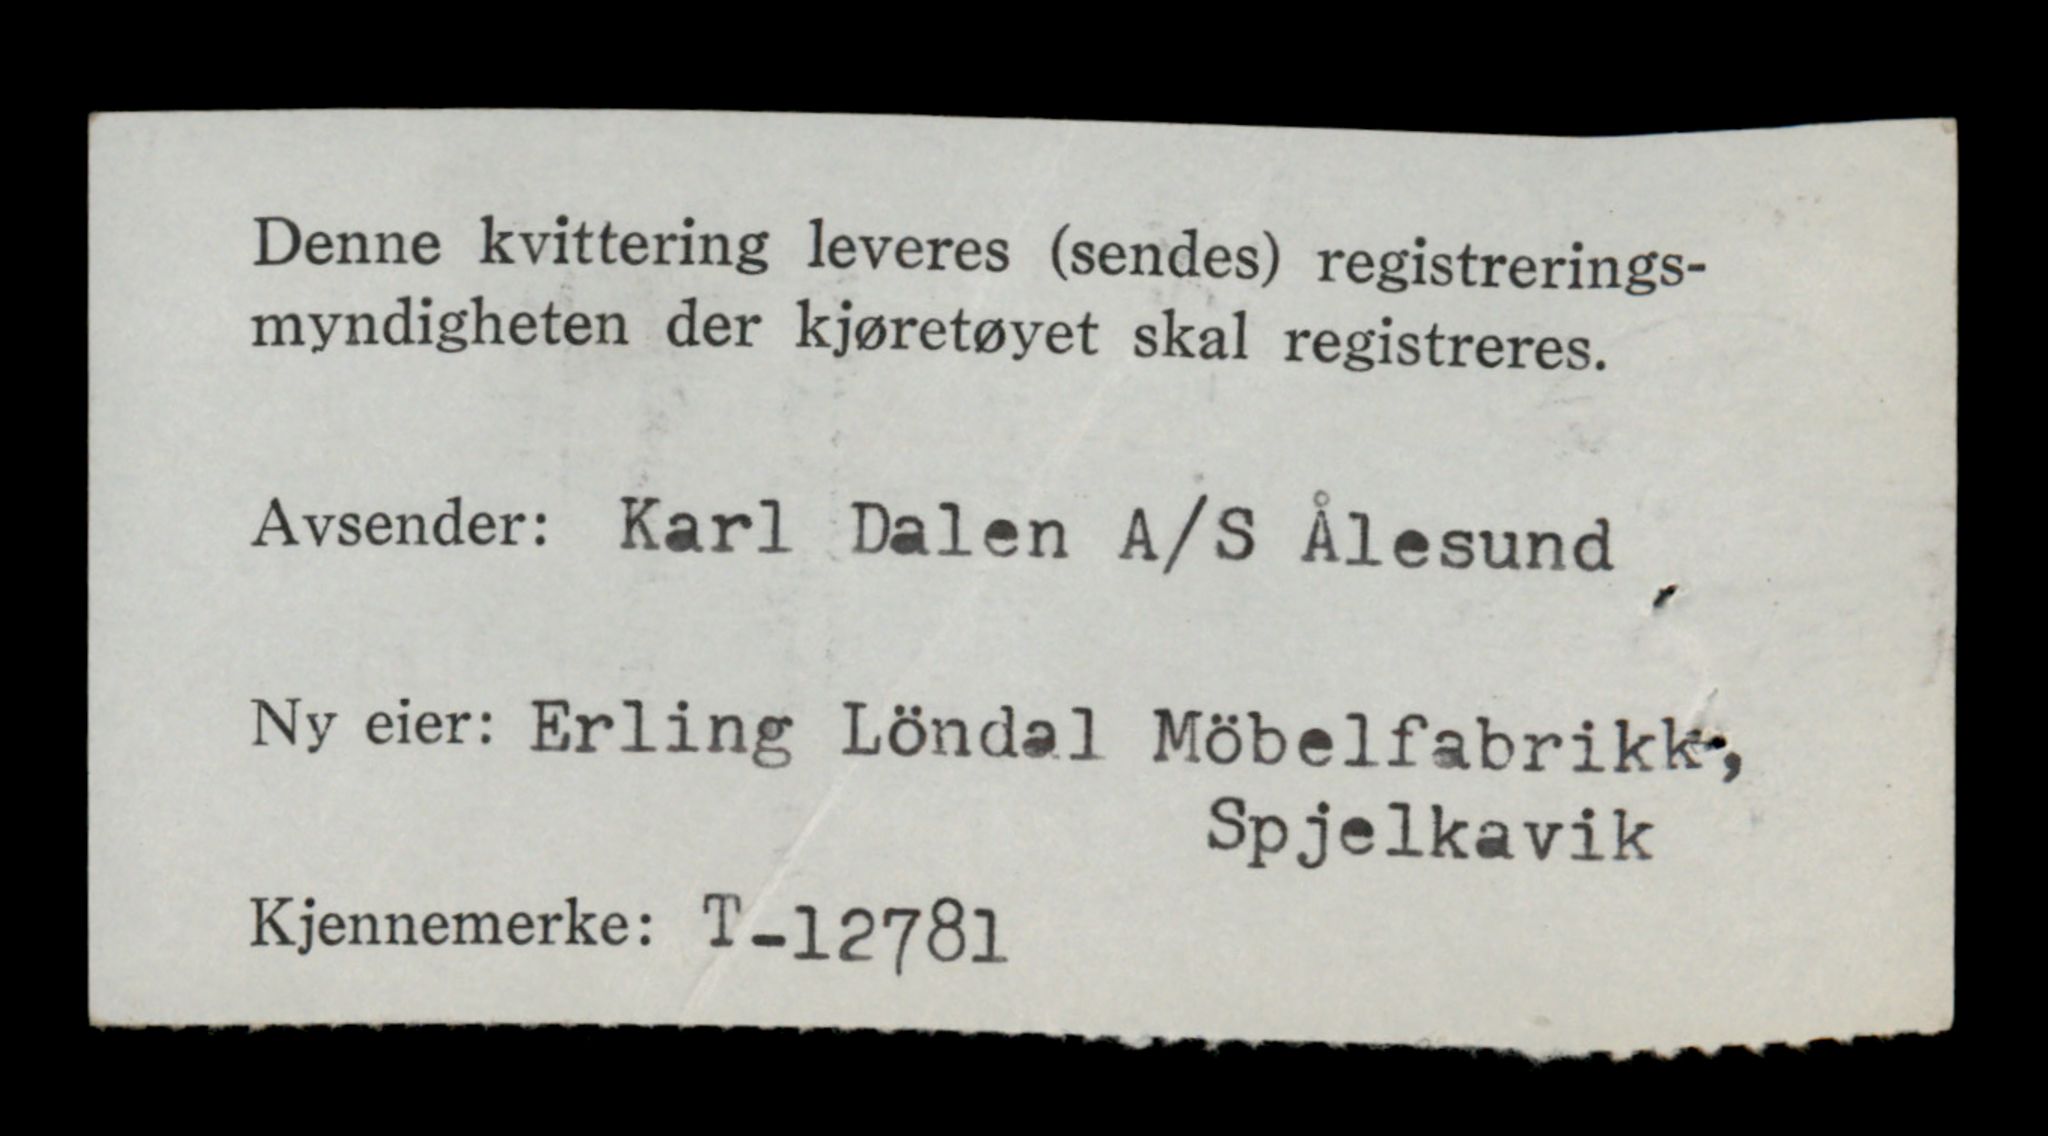 Denne kvittering leveres (sendes) registrerings-
myndigheten der kjøretøyet skal registreres.
Avsender: Karl Dalen A/S Ålesund
Ny eier: Erling Löndal Möbelfabrikk,
Spjelkavik
Kjennemerke: T-12781